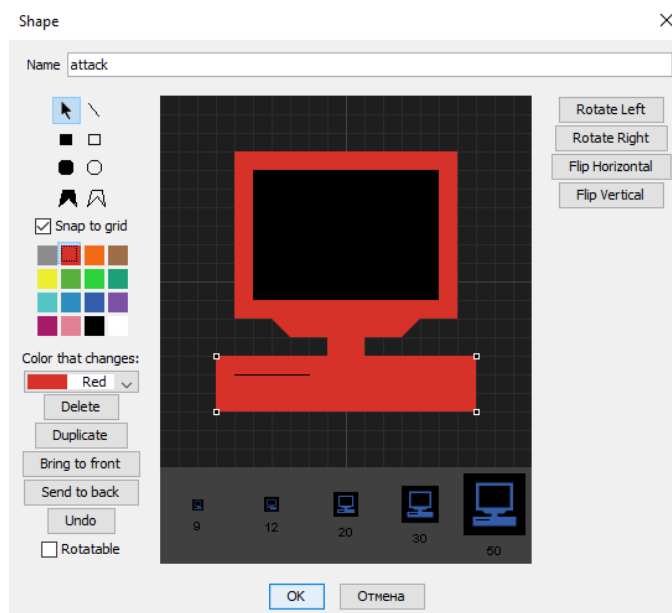 Shape
Name attack
Rotate Left
Rotate Right
Flip Horizontal
Flip Vertical
Snap to grid
Color that changes:
Red
Delete
Duplicate
Bring to front
Send to back
Undo
Rotatable
9 12 20 30 50
OK Отмена